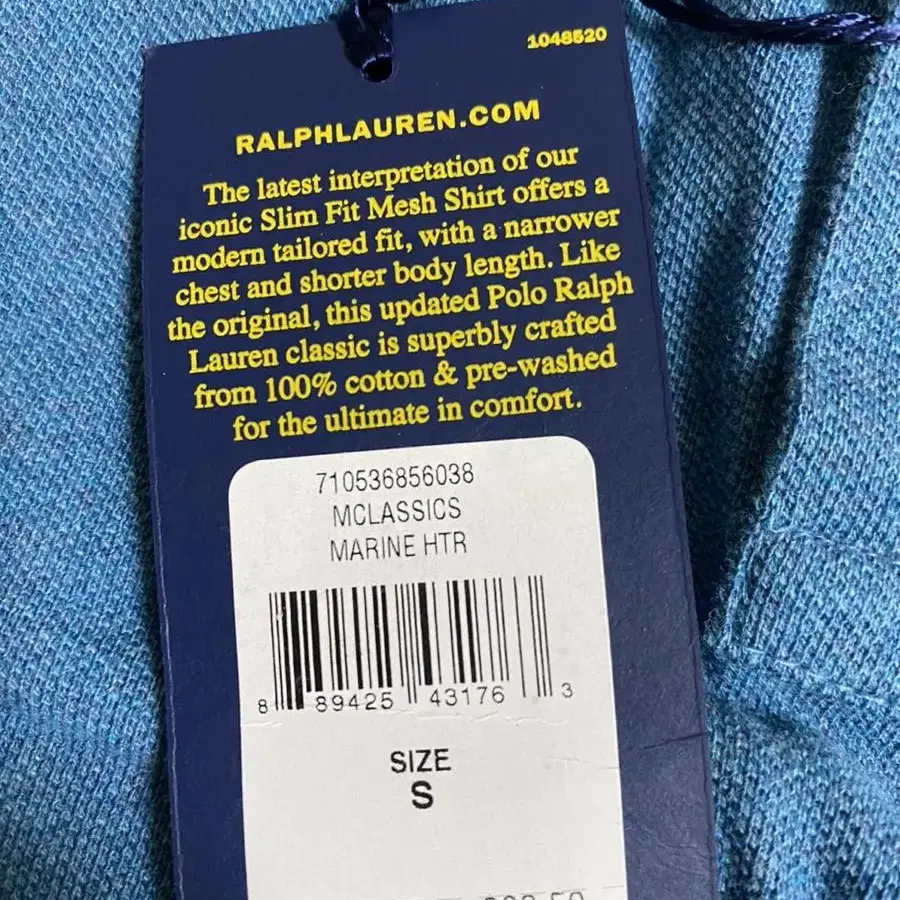 1048520
RALPHLAUREN.COM
The latest interpretation of our
iconic Slim Fit Mesh Shirt offers a
modern tailored fit, with a narrower
chest and shorter body length. Like
the original, this updated Polo Ralph
Lauren classic is superbly crafted
from 100% cotton & pre-washed
for the ultimate in comfort.
710536856038
MCLASSICS
MARINE HTR
8 89425 43176 3
SIZE
S